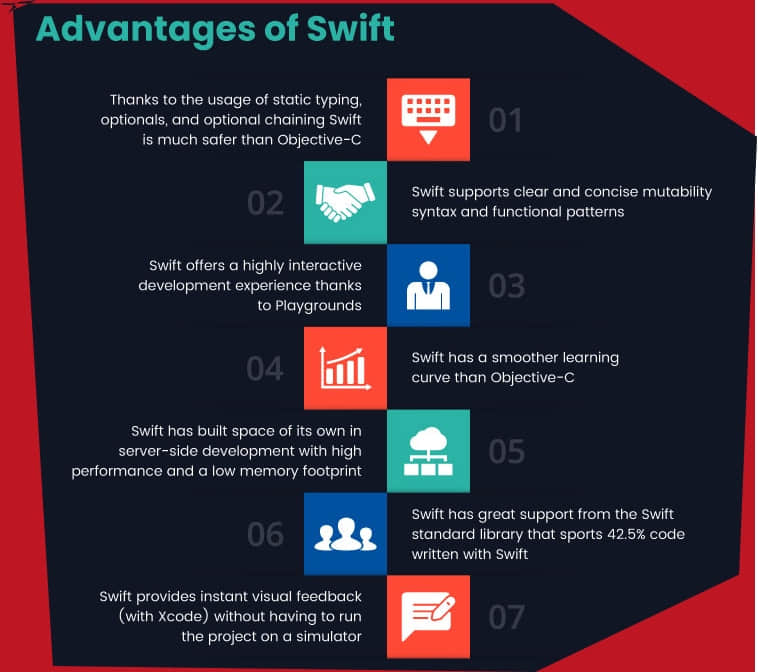 Advantages of Swift
Thanks to the usage of static typing,
optionals, and optional chaining Swift
is much safer than Objective-C
01
02
Swift supports clear and concise mutability
syntax and functional patterns
Swift offers a highly interactive
development experience thanks
to Playgrounds
03
04
Swift has a smoother learning
curve than Objective-C
Swift has built space of its own in
server-side development with high
performance and a low memory footprint
05
06
Swift has great support from the Swift
standard library that sports 42.5% code
written with Swift
Swift provides instant visual feedback
(with Xcode) without having to run
the project on a simulator
07